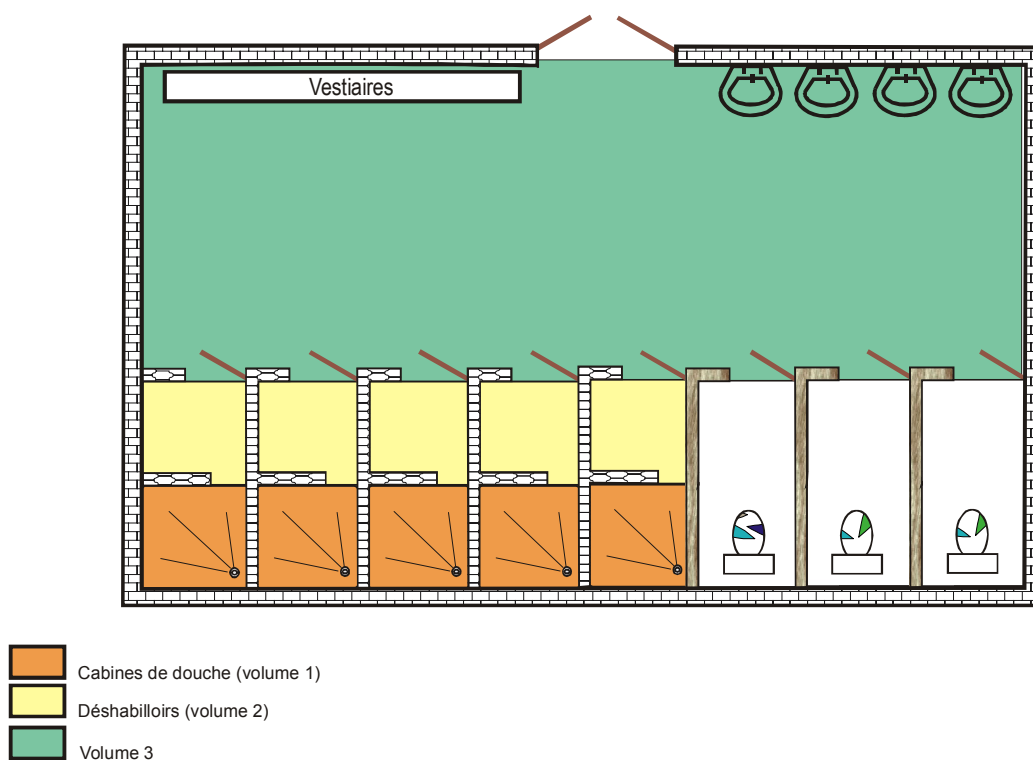 Vestiaires
Cabines de douche (volume 1)
Déshabilloirs (volume 2)
Volume 3